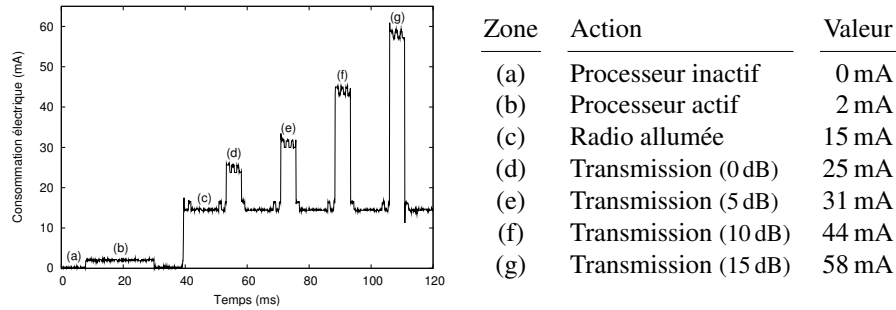 60
50
40
30
20
10
0
0 20 40 60 80 100 120
Consommation électrique (mA)
Temps (ms)
(a)
(b)
(c)
(d)
(e)
(f)
(g)
Zone Action Valeur
(a) Processeur inactif 0 mA
(b) Processeur actif 2 mA
(c) Radio allumée 15 mA
(d) Transmission (0 dB) 25 mA
(e) Transmission (5 dB) 31 mA
(f) Transmission (10 dB) 44 mA
(g) Transmission (15 dB) 58 mA